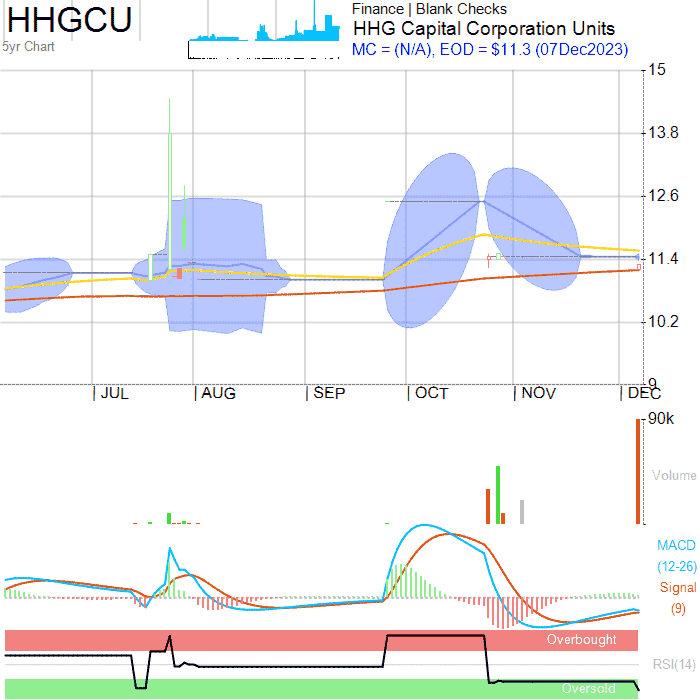 HHGCU
5yr Chart
Finance | Blank Checks
HHG Capital Corporation Units
MC = (N/A), EOD = $11.3 (07Dec2023)
15
13.8
12.6
11.4
10.2
9
JUL AUG SEP OCT NOV DEC
90k
Volume
MACD
(12-26)
Signal
(9)
Overbought
RSI(14)
Oversold